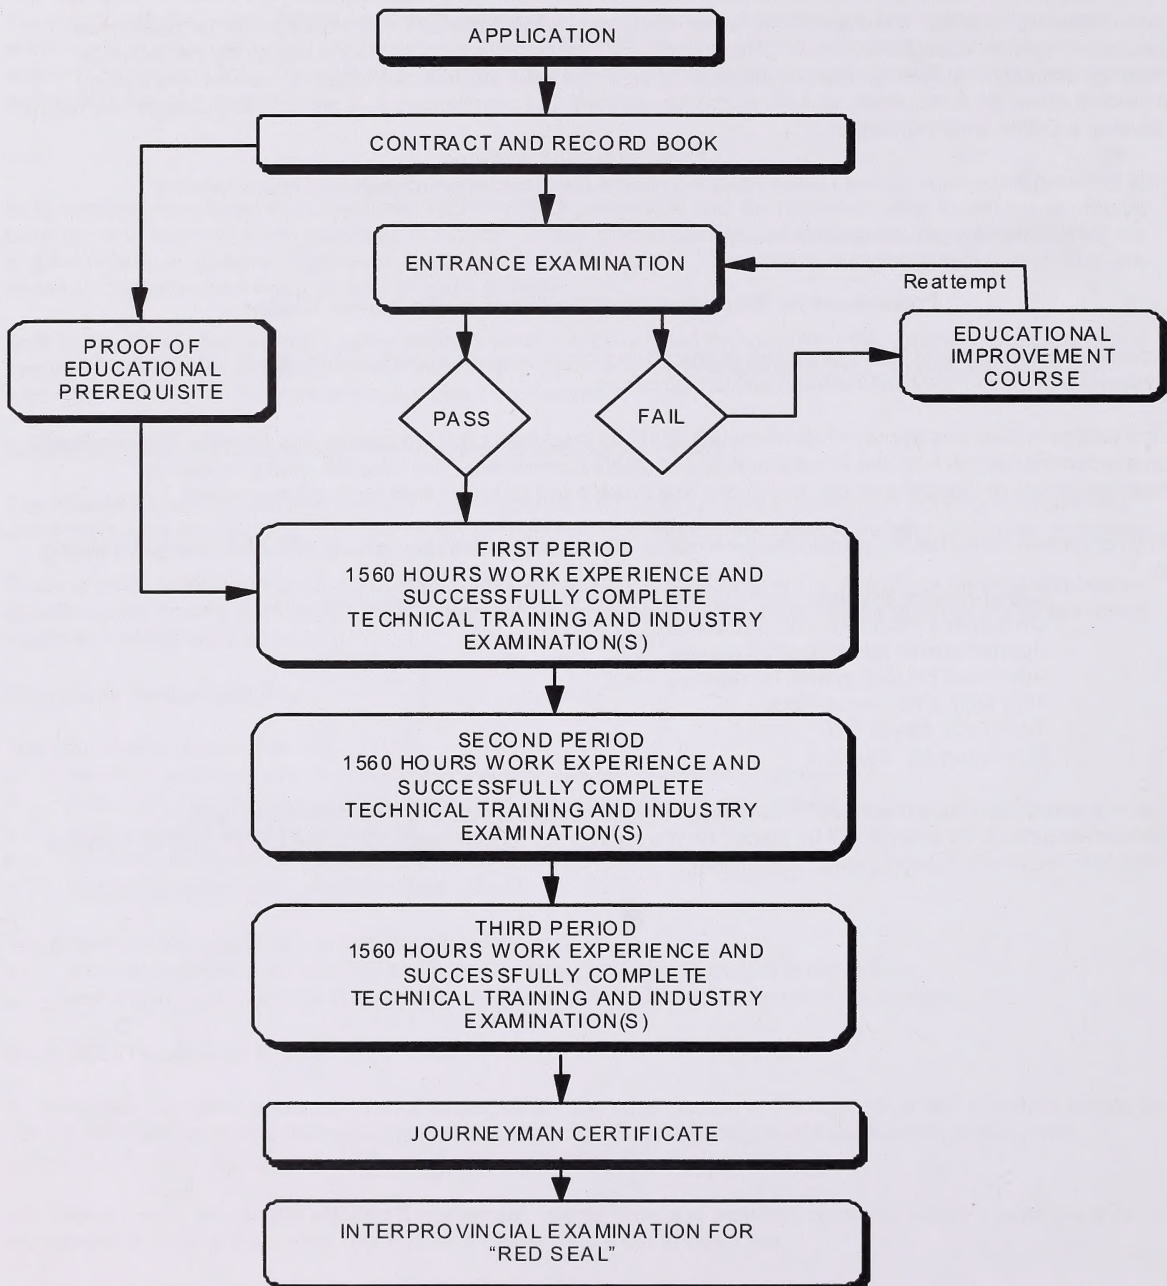 APPLICATION
CONTRACT AND RECORD BOOK
ENTRANCE EXAMINATION
Reattempt
PROOF OF
EDUCATIONAL
PREREQUISITE
EDUCATIONAL
IMPROVEMENT
COURSE
PASS
FAIL
FIRST PERIOD
1560 HOURS WORK EXPERIENCE AND
SUCCESSFULLY COMPLETE
TECHNICAL TRAINING AND INDUSTRY
EXAMINATION(S)
SECOND PERIOD
1560 HOURS WORK EXPERIENCE AND
SUCCESSFULLY COMPLETE
TECHNICAL TRAINING AND INDUSTRY
EXAMINATION(S)
THIRD PERIOD
1560 HOURS WORK EXPERIENCE AND
SUCCESSFULLY COMPLETE
TECHNICAL TRAINING AND INDUSTRY
EXAMINATION(S)
JOURNEYMAN CERTIFICATE
INTERPROVINCIAL EXAMINATION FOR
"RED SEAL"